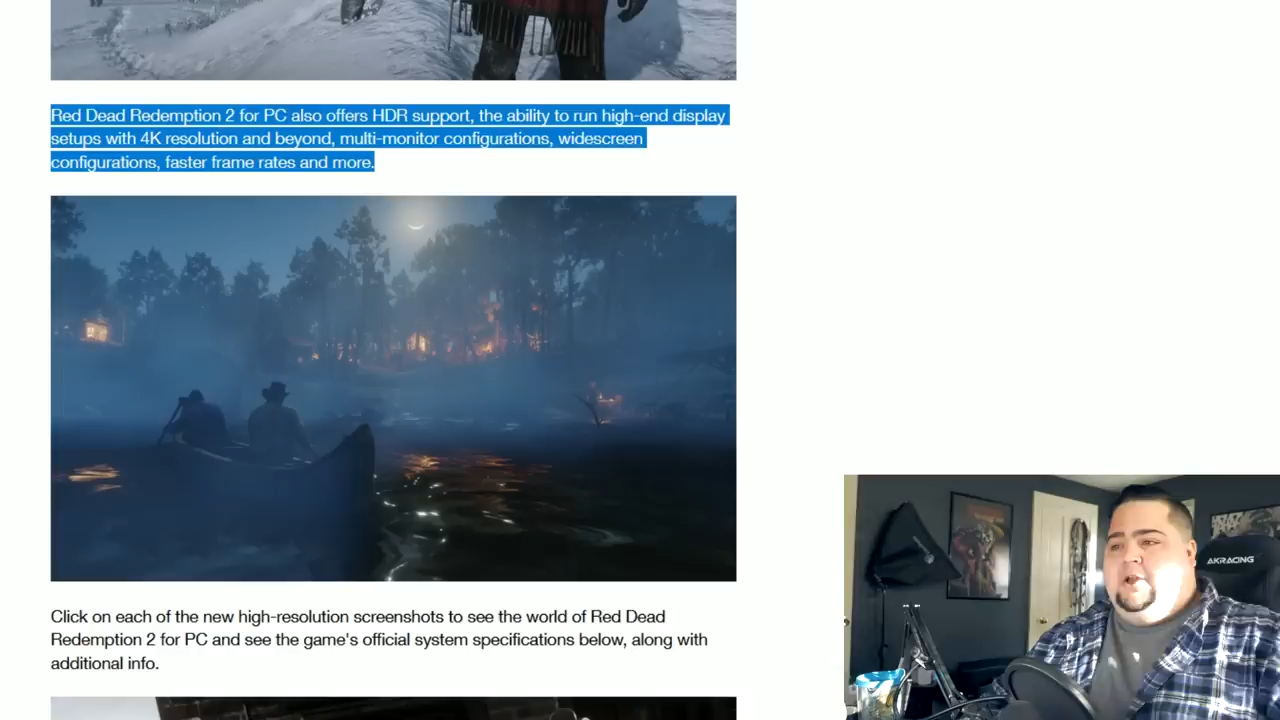 Red Dead Redemption 2 for PC also offers HDR support, the ability to run high-end display
setups with 4K resolution and beyond, multi-monitor configurations, widescreen
configurations, faster frame rates and more.
AKRACING
Click on each of the new high-resolution screenshots to see the world of Red Dead
Redemption 2 for PC and see the game's official system specifications below, along with
additional info.